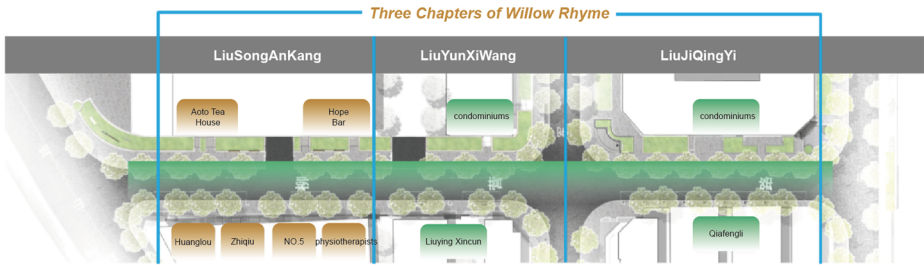 Three Chapters of Willow Rhyme
LiuSongAnKang
LiuYunXiWang
LiuJiQingYi
Aoto Tea
House
Hope
Bar
condominiums
condominiums
Huanglou
Zhiqiu
NO.5
physiotherapists
Liuying Xincun
Qiafengli